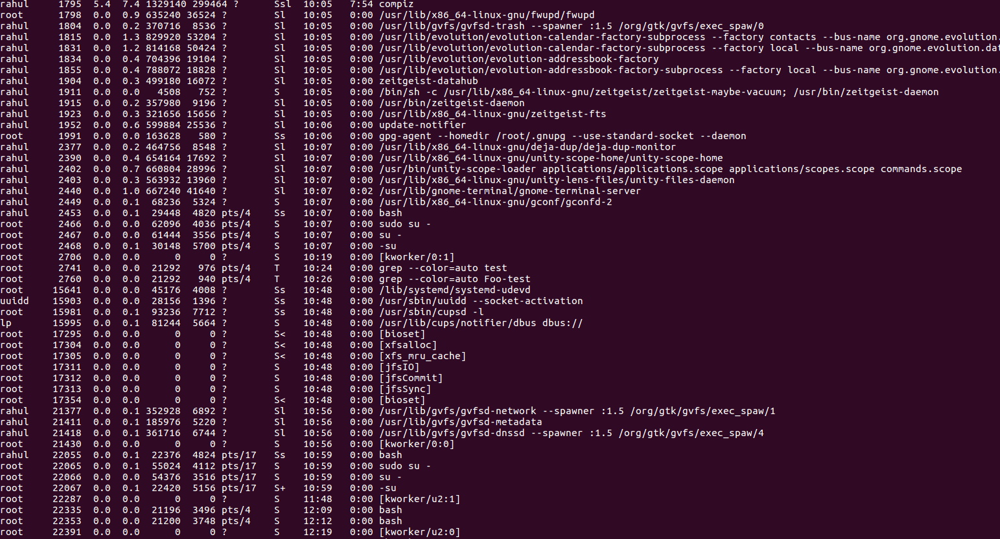 rahul     1795  5.4  7.4 1329140 299464 ?      Ssl  10:05   7:54 compiz
root      1798  0.0  0.9 635240 36524 ?        Sl   10:05   0:00 /usr/lib/x86_64-linux-gnu/fwupd/fwupd
rahul     1804  0.0  0.2 370716  8536 ?        Sl   10:05   0:00 /usr/lib/gvfs/gvfsd-trash --spawner :1.5 /org/gtk/gvfs/exec_spaw/0
rahul     1815  0.0  1.3 829920 53204 ?        Sl   10:05   0:00 /usr/lib/evolution/evolution-calendar-factory-subprocess --factory contacts --bus-name org.gnome.evolution.
rahul     1831  0.0  1.2 814168 50424 ?        Sl   10:05   0:00 /usr/lib/evolution/evolution-calendar-factory-subprocess --factory local --bus-name org.gnome.evolution.dat
rahul     1834  0.0  0.4 704396 19104 ?        Sl   10:05   0:00 /usr/lib/evolution/evolution-addressbook-factory
rahul     1855  0.0  0.4 788072 18828 ?        Sl   10:05   0:00 /usr/lib/evolution/evolution-addressbook-factory-subprocess --factory local --bus-name org.gnome.evolution.
rahul     1904  0.0  0.3 499180 16072 ?        Sl   10:05   0:00 zeitgeist-datahub
rahul     1911  0.0  0.0   4508   752 ?        S    10:05   0:00 /bin/sh -c /usr/lib/x86_64-linux-gnu/zeitgeist/zeitgeist-maybe-vacuum; /usr/bin/zeitgeist-daemon
rahul     1915  0.0  0.2 357980  9196 ?        Sl   10:05   0:00 /usr/bin/zeitgeist-daemon
rahul     1923  0.0  0.3 321656 15656 ?        Sl   10:05   0:00 /usr/lib/x86_64-linux-gnu/zeitgeist-fts
rahul     1952  0.0  0.6 599884 25536 ?        Sl   10:06   0:00 update-notifier
root      1991  0.0  0.0 163628   580 ?        Ss   10:06   0:00 gpg-agent --homedir /root/.gnupg --use-standard-socket --daemon
rahul     2377  0.0  0.2 464756  8548 ?        Sl   10:07   0:00 /usr/lib/x86_64-linux-gnu/deja-dup/deja-dup-monitor
rahul     2390  0.0  0.4 654164 17692 ?        Sl   10:07   0:00 /usr/lib/x86_64-linux-gnu/unity-scope-home/unity-scope-home
rahul     2402  0.0  0.7 660804 28996 ?        Sl   10:07   0:00 /usr/bin/unity-scope-loader applications/applications.scope applications/scopes.scope commands.scope
rahul     2403  0.0  0.3 563932 13960 ?        Sl   10:07   0:00 /usr/lib/x86_64-linux-gnu/unity-lens-files/unity-files-daemon
rahul     2440  0.0  1.0 667240 41640 ?        Sl   10:07   0:02 /usr/lib/gnome-terminal/gnome-terminal-server
rahul     2449  0.0  0.1  68236  5324 ?        S    10:07   0:00 /usr/lib/x86_64-linux-gnu/gconf/gconfd-2
rahul     2453  0.0  0.1  29448  4820 pts/4    Ss   10:07   0:00 bash
root      2466  0.0  0.0  62096  4036 pts/4    S    10:07   0:00 sudo su -
root      2467  0.0  0.0  61444  3556 pts/4    S    10:07   0:00 su -
root      2468  0.0  0.1  30148  5700 pts/4    S    10:07   0:00 -su
root      2706  0.0  0.0      0     0 ?        S    10:19   0:00 [kworker/0:1]
root      2741  0.0  0.0  21292   976 pts/4    T    10:24   0:00 grep --color=auto test
root      2760  0.0  0.0  21292   940 pts/4    T    10:26   0:00 grep --color=auto Foo-test
root     15641  0.0  0.0  45176  4008 ?        Ss   10:48   0:00 /lib/systemd/systemd-udevd
uuidd    15903  0.0  0.0  28156  1396 ?        Ss   10:48   0:00 /usr/sbin/uuidd --socket-activation
root     15981  0.0  0.1  93236  7712 ?        Ss   10:48   0:00 /usr/sbin/cupsd -l
lp       15995  0.0  0.1  81244  5664 ?        S    10:48   0:00 /usr/lib/cups/notifier/dbus dbus://
root     17295  0.0  0.0      0     0 ?        S<   10:48   0:00 [bioset]
root     17304  0.0  0.0      0     0 ?        S<   10:48   0:00 [xfsalloc]
root     17305  0.0  0.0      0     0 ?        S<   10:48   0:00 [xfs_mru_cache]
root     17311  0.0  0.0      0     0 ?        S    10:48   0:00 [jfsIO]
root     17312  0.0  0.0      0     0 ?        S    10:48   0:00 [jfsCommit]
root     17313  0.0  0.0      0     0 ?        S    10:48   0:00 [jfsSync]
root     17354  0.0  0.0      0     0 ?        S<   10:48   0:00 [bioset]
rahul    21377  0.0  0.1 352928  6892 ?        Sl   10:56   0:00 /usr/lib/gvfs/gvfsd-network --spawner :1.5 /org/gtk/gvfs/exec_spaw/1
rahul    21411  0.0  0.1 185976  5220 ?        Sl   10:56   0:00 /usr/lib/gvfs/gvfsd-metadata
rahul    21418  0.0  0.1 361716  6744 ?        Sl   10:56   0:00 /usr/lib/gvfs/gvfsd-dnssd --spawner :1.5 /org/gtk/gvfs/exec_spaw/4
root     21430  0.0  0.0      0     0 ?        S    10:56   0:00 [kworker/0:0]
rahul    22055  0.0  0.1  22376  4824 pts/17   Ss   10:59   0:00 bash
root     22065  0.0  0.1  55024  4112 pts/17   S    10:59   0:00 sudo su -
root     22066  0.0  0.0  54376  3516 pts/17   S    10:59   0:00 su -
root     22067  0.0  0.1  22420  5156 pts/17   S+   10:59   0:00 -su
root     22287  0.0  0.0      0     0 ?        S    11:48   0:00 [kworker/u2:1]
root     22335  0.0  0.0  21196  3496 pts/4    S    12:09   0:00 bash
root     22353  0.0  0.0  21200  3748 pts/4    S    12:12   0:00 bash
root     22391  0.0  0.0      0     0 ?        S    12:19   0:00 [kworker/u2:0]